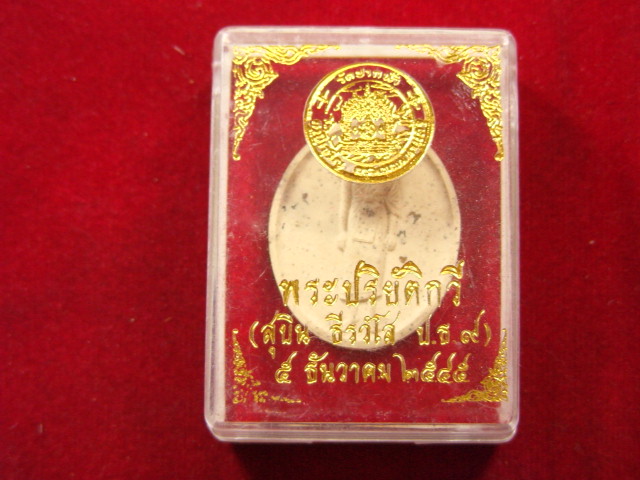 พระปริยัติกวี
(สุบิน ธีรวํโส ป.ธ.๙)
๕ ธันวาคม ๒๕๔๕